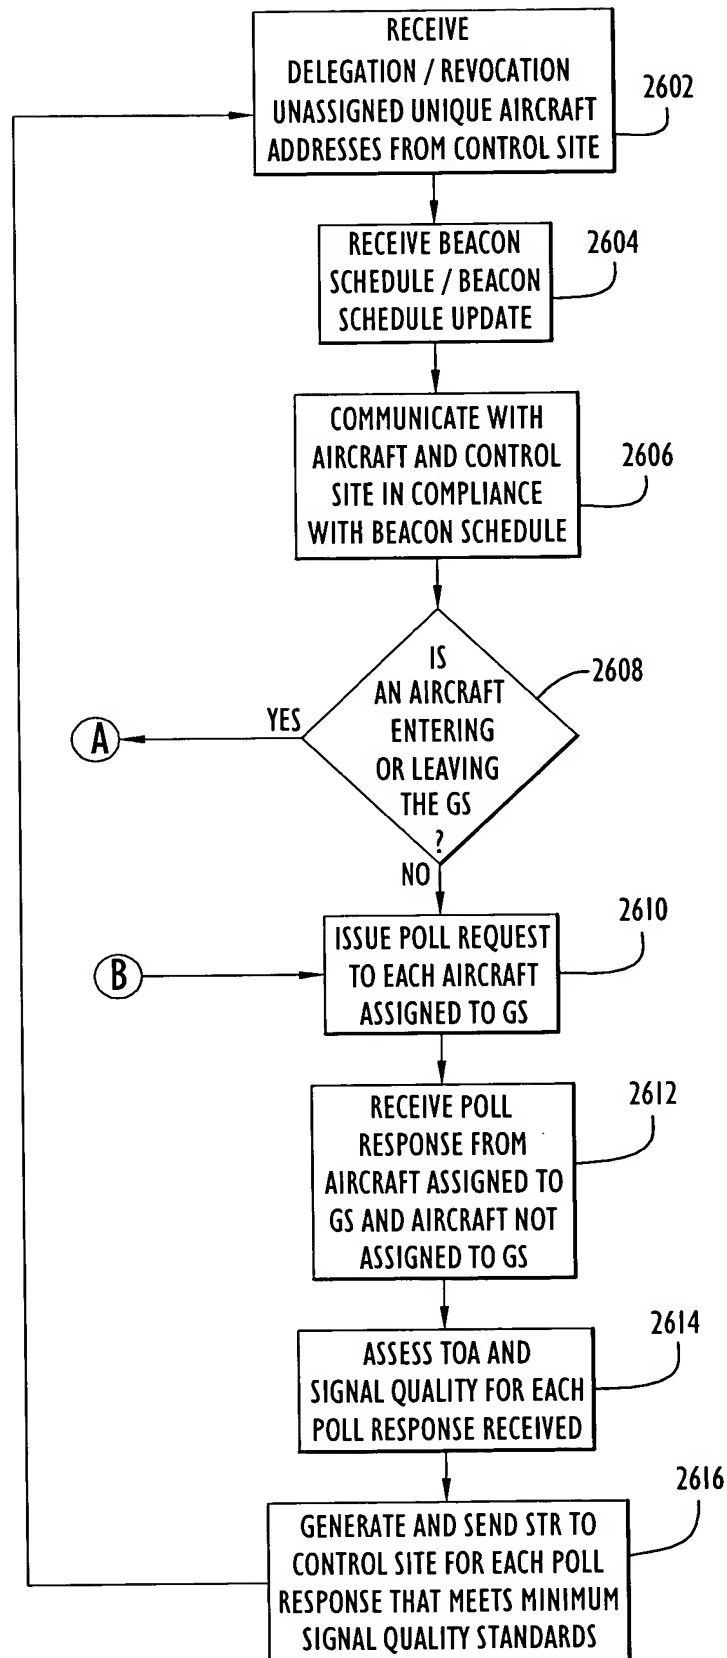 RECEIVE
DELEGATION / REVOCATION
UNASSIGNED UNIQUE AIRCRAFT
ADDRESSES FROM CONTROL SITE
2602
RECEIVE BEACON
SCHEDULE / BEACON
SCHEDULE UPDATE
2604
COMMUNICATE WITH
AIRCRAFT AND CONTROL
SITE IN COMPLIANCE
WITH BEACON SCHEDULE
2606
IS
AN AIRCRAFT
ENTERING
OR LEAVING
THE GS
?
2608
YES
A
NO
B
ISSUE POLL REQUEST
TO EACH AIRCRAFT
ASSIGNED TO GS
2610
RECEIVE POLL
RESPONSE FROM
AIRCRAFT ASSIGNED TO
GS AND AIRCRAFT NOT
ASSIGNED TO GS
2612
ASSESS TOA AND
SIGNAL QUALITY FOR EACH
POLL RESPONSE RECEIVED
2614
GENERATE AND SEND STR TO
CONTROL SITE FOR EACH POLL
RESPONSE THAT MEETS MINIMUM
SIGNAL QUALITY STANDARDS
2616